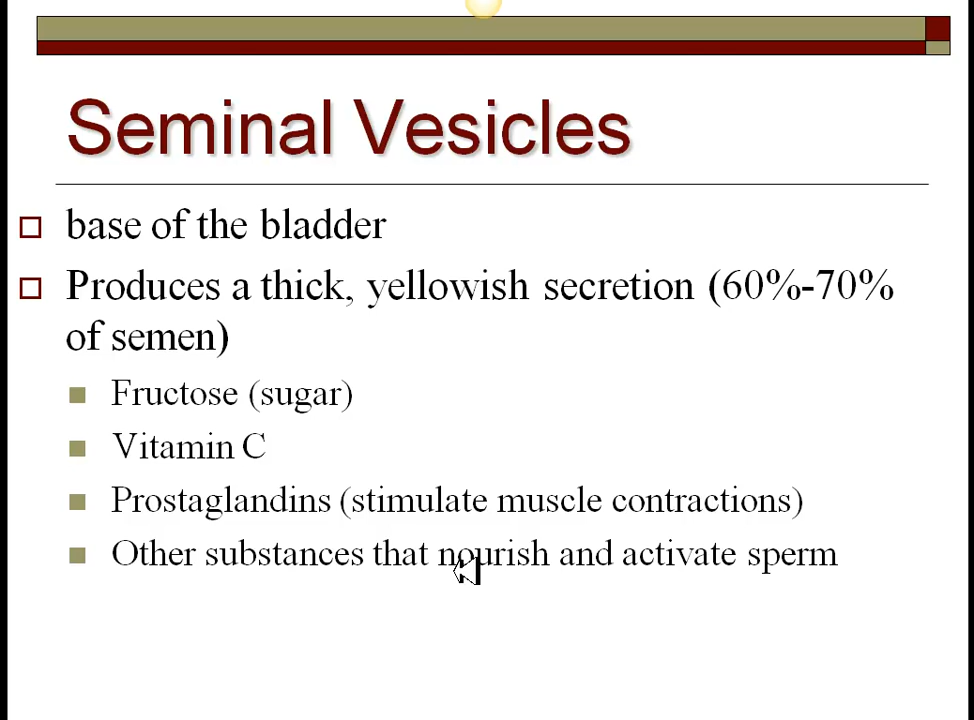 Seminal Vesicles
base of the bladder
Produces a thick, yellowish secretion (60%-70%
of semen)
Fructose (sugar)
Vitamin C
Prostaglandins (stimulate muscle contractions)
Other substances that nourish and activate sperm